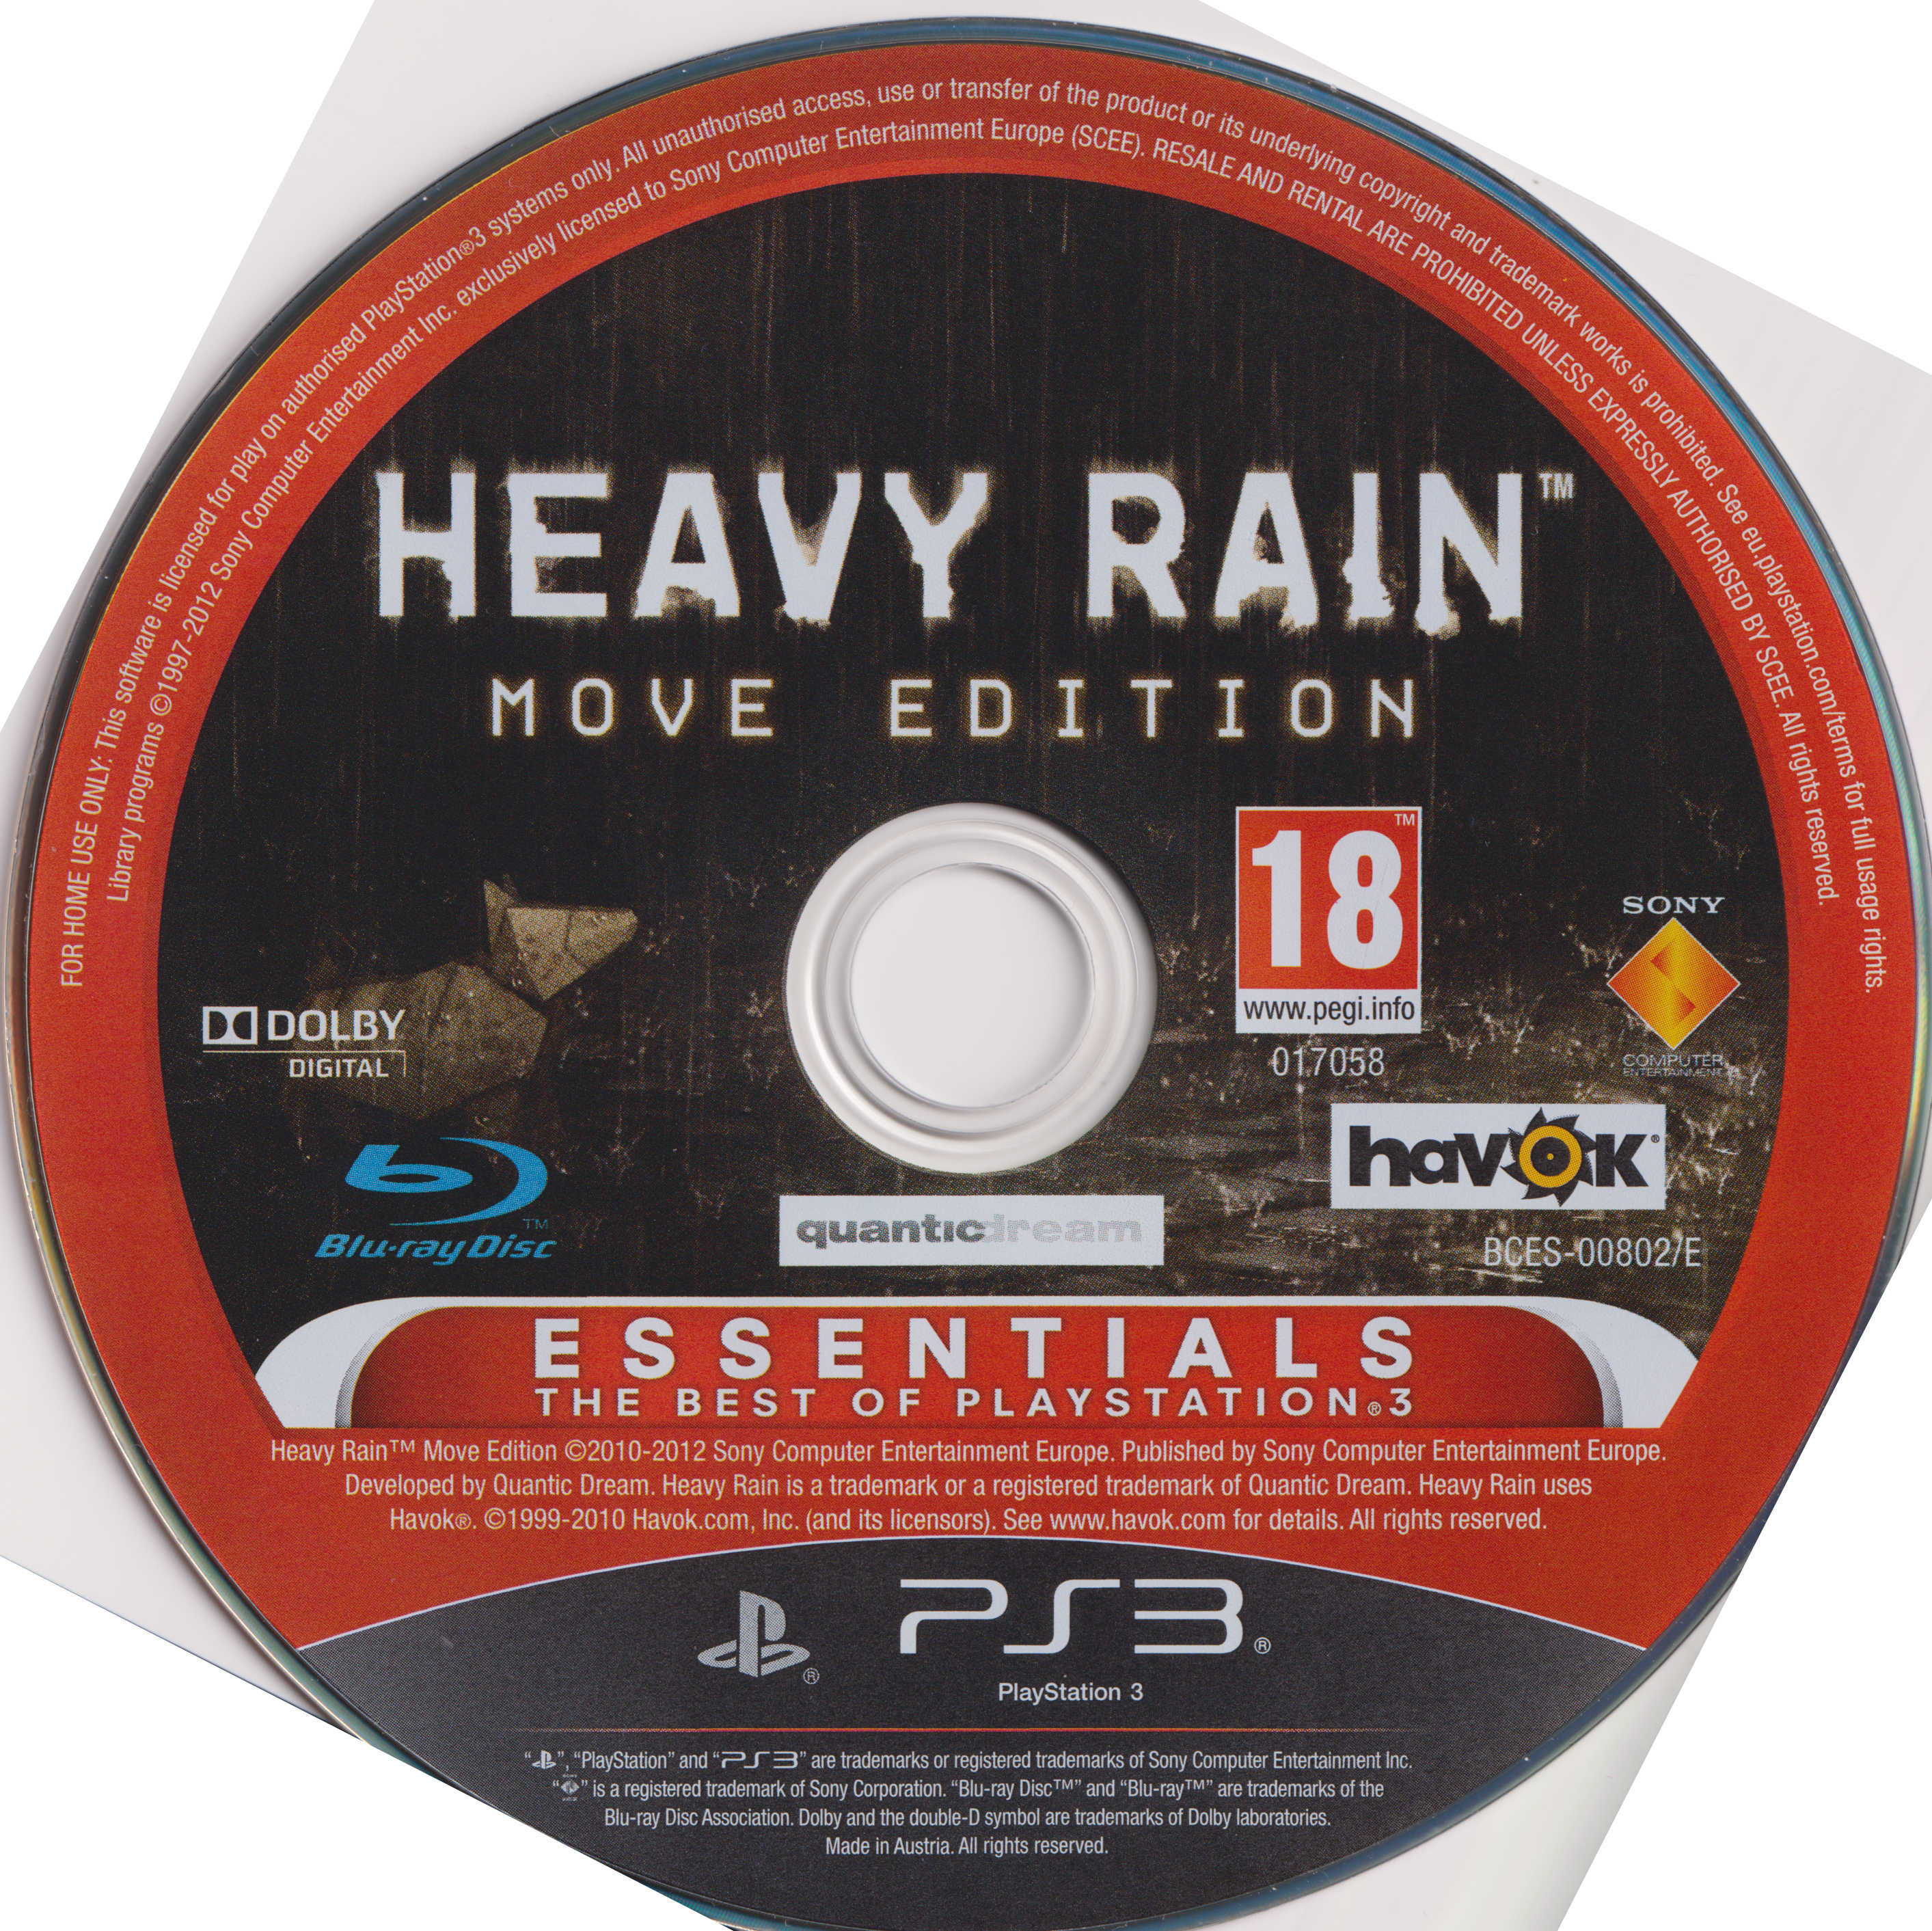 FOR HOME USE ONLY: This software is licensed for play on authorised PlayStation®3 systems only. All unauthorised access, use or transfer of the product or its underlying copyright and trademark works is prohibited. See eu.playstation.com/terms for full usage rights.
Library programs ©1997-2012 Sony Computer Entertainment Inc. exclusively licensed to Sony Computer Entertainment Europe (SCEE). RESALE AND RENTAL ARE PROHIBITED UNLESS EXPRESSLY AUTHORISED BY SCEE. All rights reserved.
HEAVY RAIN™
MOVE EDITION
18™
www.pegi.info
017058
SONY
COMPUTER
ENTERTAINMENT
DOLBY
DIGITAL
havok®
Blu-ray Disc™
quanticdream
BCES-00802/E
ESSENTIALS
THE BEST OF PLAYSTATION®3
Heavy Rain™ Move Edition ©2010-2012 Sony Computer Entertainment Europe. Published by Sony Computer Entertainment Europe.
Developed by Quantic Dream. Heavy Rain is a trademark or a registered trademark of Quantic Dream. Heavy Rain uses
Havok®. ©1999-2010 Havok.com, Inc. (and its licensors). See www.havok.com for details. All rights reserved.
PS3®
PlayStation 3
“PS”, “PlayStation” and “PS3” are trademarks or registered trademarks of Sony Computer Entertainment Inc.
“ ” is a registered trademark of Sony Corporation. “Blu-ray Disc™” and “Blu-ray™” are trademarks of the
Blu-ray Disc Association. Dolby and the double-D symbol are trademarks of Dolby laboratories.
Made in Austria. All rights reserved.